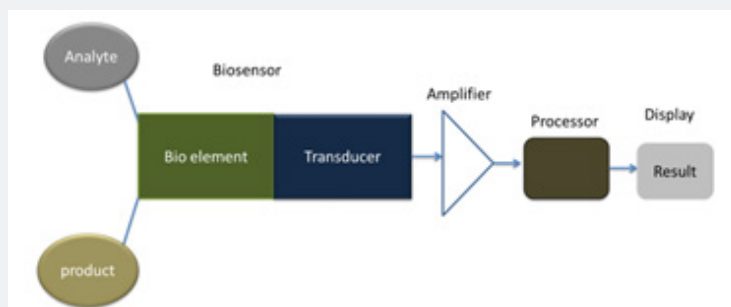 Analyte
Biosensor
Amplifier
Processor
Display
Bio element
Transducer
Result
product